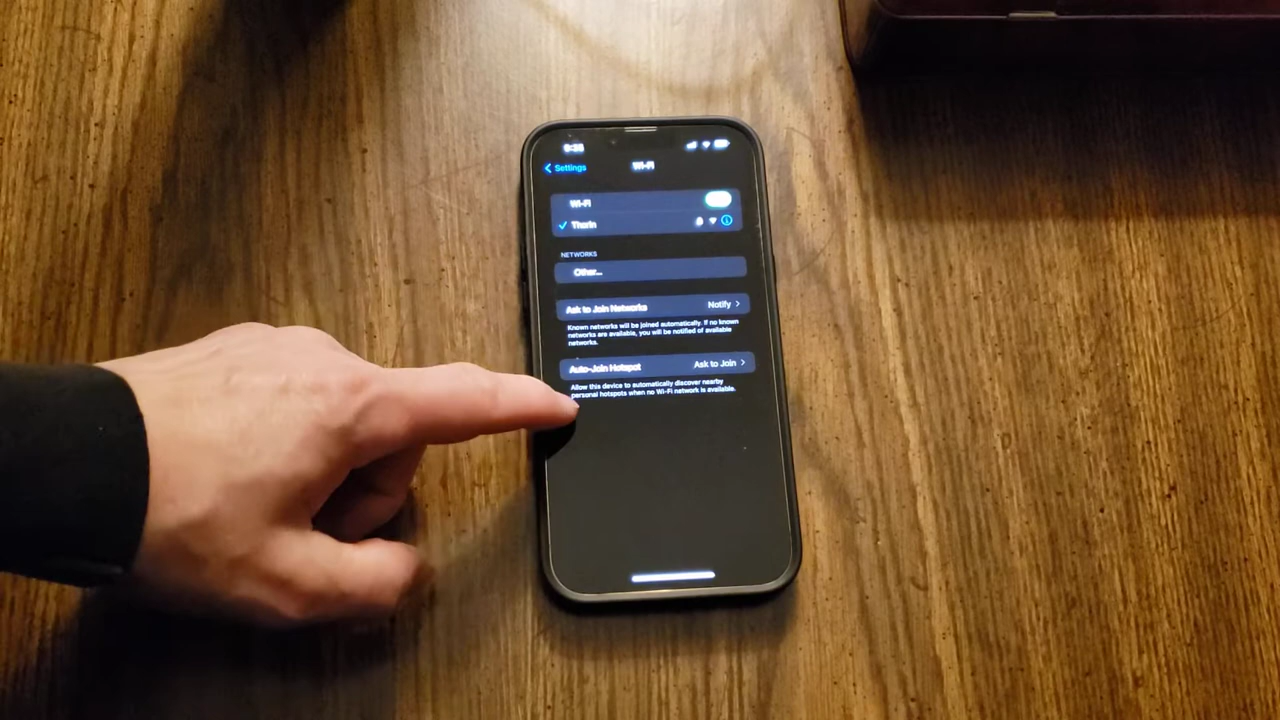 Settings
Wi-Fi
Wi-Fi
Thorin
NETWORKS
Other...
Ask to Join Networks Notify
Known networks will be joined automatically. If no known
networks are available, you will be notified of available
networks.
Auto-Join Hotspot Ask to Join
Allow this device to automatically discover nearby
personal hotspots when no Wi-Fi network is available.